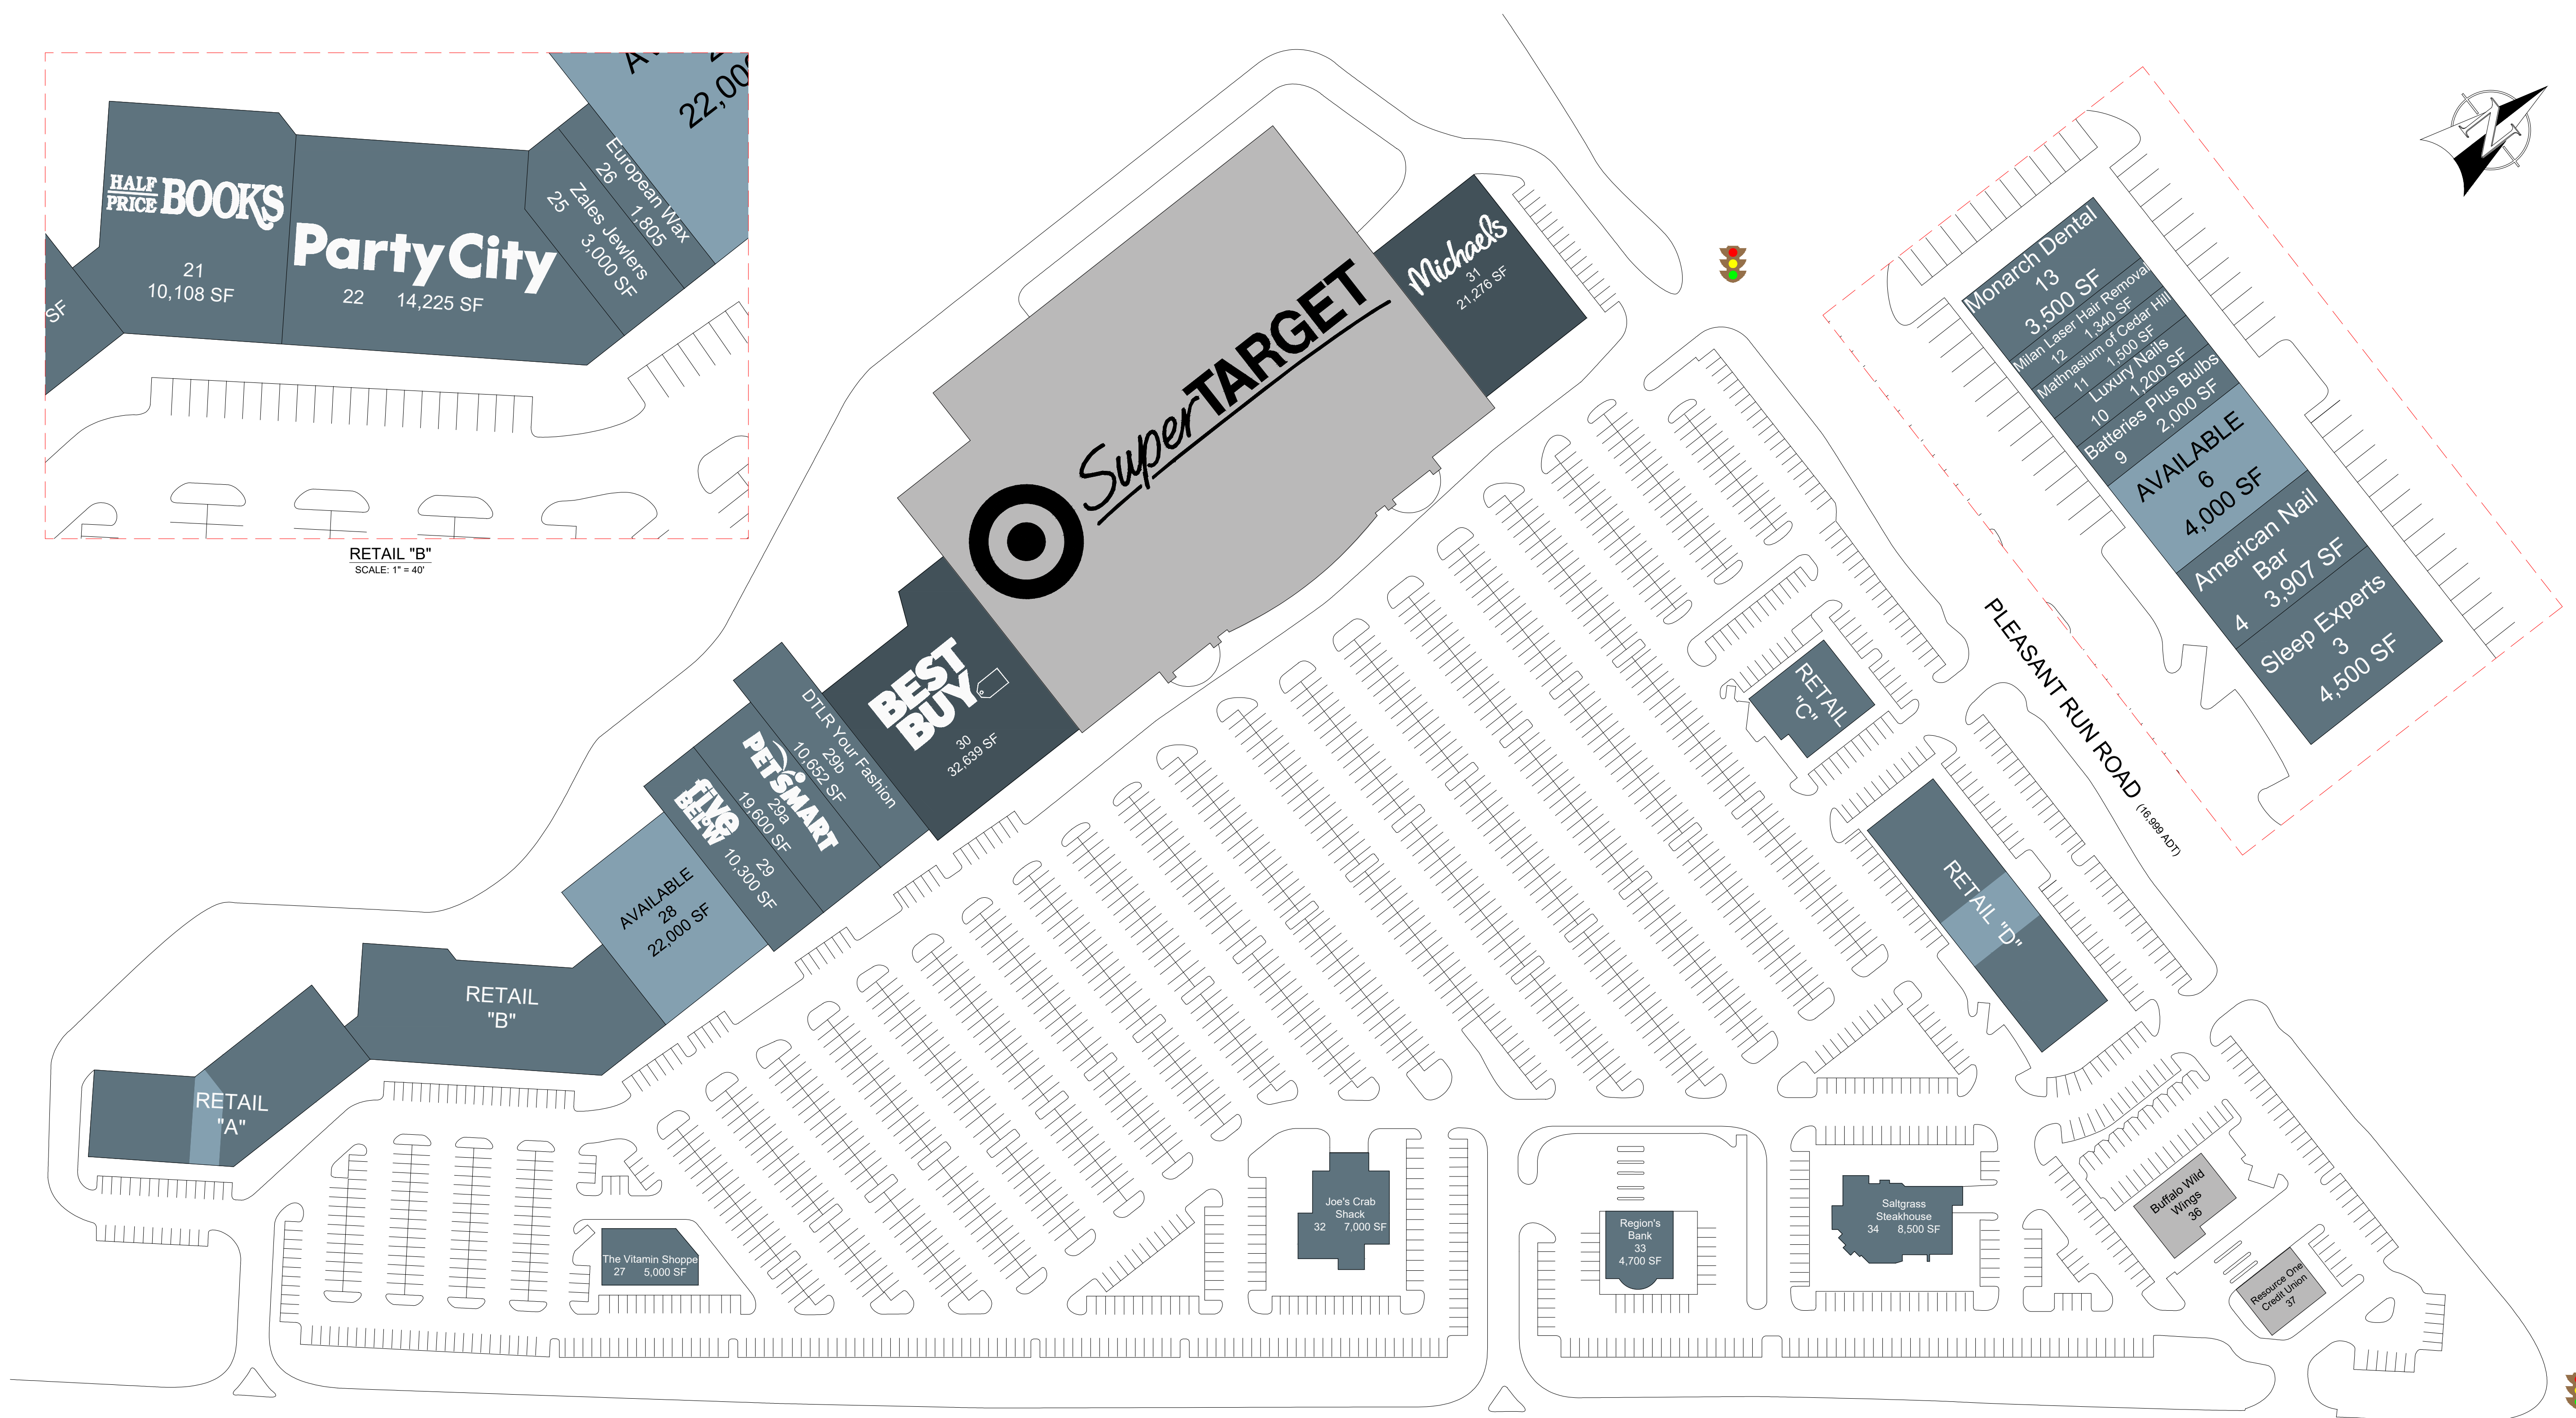 HALF
PRICE BOOKS
21
10,108 SF
Party City
22 14,225 SF
SF
European Wax
26 1,805
Zales Jewlers
25 3,000 SF
22,00
RETAIL "B"
SCALE: 1" = 40'
SuperTARGET
Michaels
31
21,276 SF
BEST
BUY
30
32,639 SF
DTLR Your Fashion
29b
10,652 SF
PETSMART
29a
19,600 SF
five
BEL°W
29
10,300 SF
AVAILABLE
28
22,000 SF
RETAIL
"B"
RETAIL
"A"
The Vitamin Shoppe
27 5,000 SF
Joe's Crab
Shack
32 7,000 SF
Region's
Bank
33
4,700 SF
Saltgrass
Steakhouse
34 8,500 SF
Buffalo Wild
Wings
36
Resource One
Credit Union
37
RETAIL
"C"
RETAIL "D"
PLEASANT RUN ROAD (16,999 ADT)
Monarch Dental
13
3,500 SF
Milan Laser Hair Removal
12 1,340 SF
Mathnasium of Cedar Hill
11 1,500 SF
Luxury Nails
10 1,200 SF
Batteries Plus Bulbs
9 2,000 SF
AVAILABLE
6
4,000 SF
American Nail
Bar
4 3,907 SF
Sleep Experts
3
4,500 SF
N